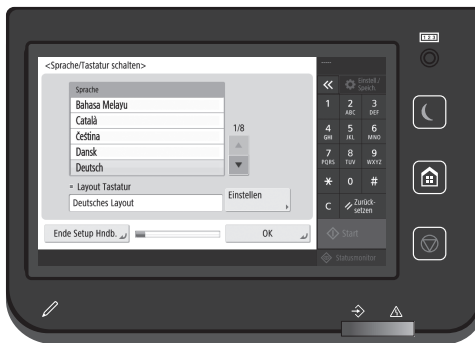 123
<Sprache/Tastatur schalten>
Sprache
Bahasa Melayu
Català
Čeština
Dansk
Deutsch
1/8
Layout Tastatur
Deutsches Layout
Einstellen
Ende Setup Hndb.
OK
Einstell./
Speich.
1
2 ABC
3 DEF
4 GHI
5 JKL
6 MNO
7 PQRS
8 TUV
9 WXYZ
* 0 #
C
Zurück-
setzen
Start
Statusmonitor